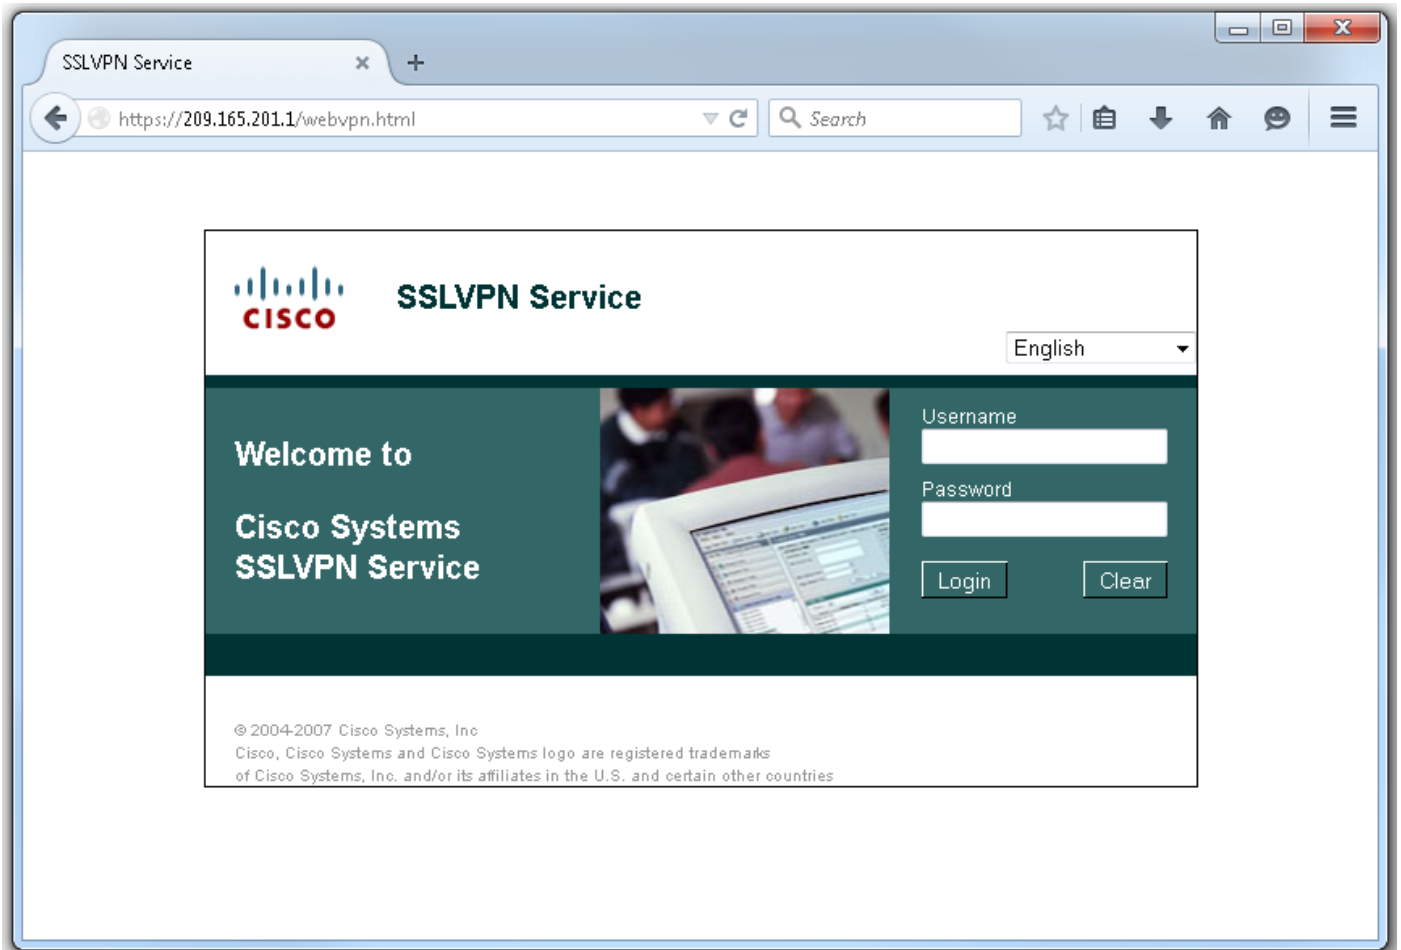 SSLVPN Service
https://209.165.201.1/webvpn.html
Search
CISCO
SSLVPN Service
English
Welcome to
Cisco Systems
SSLVPN Service
Username
Password
Login
Clear
© 2004-2007 Cisco Systems, Inc
Cisco, Cisco Systems and Cisco Systems logo are registered trademarks
of Cisco Systems, Inc. and/or its affiliates in the U.S. and certain other countries